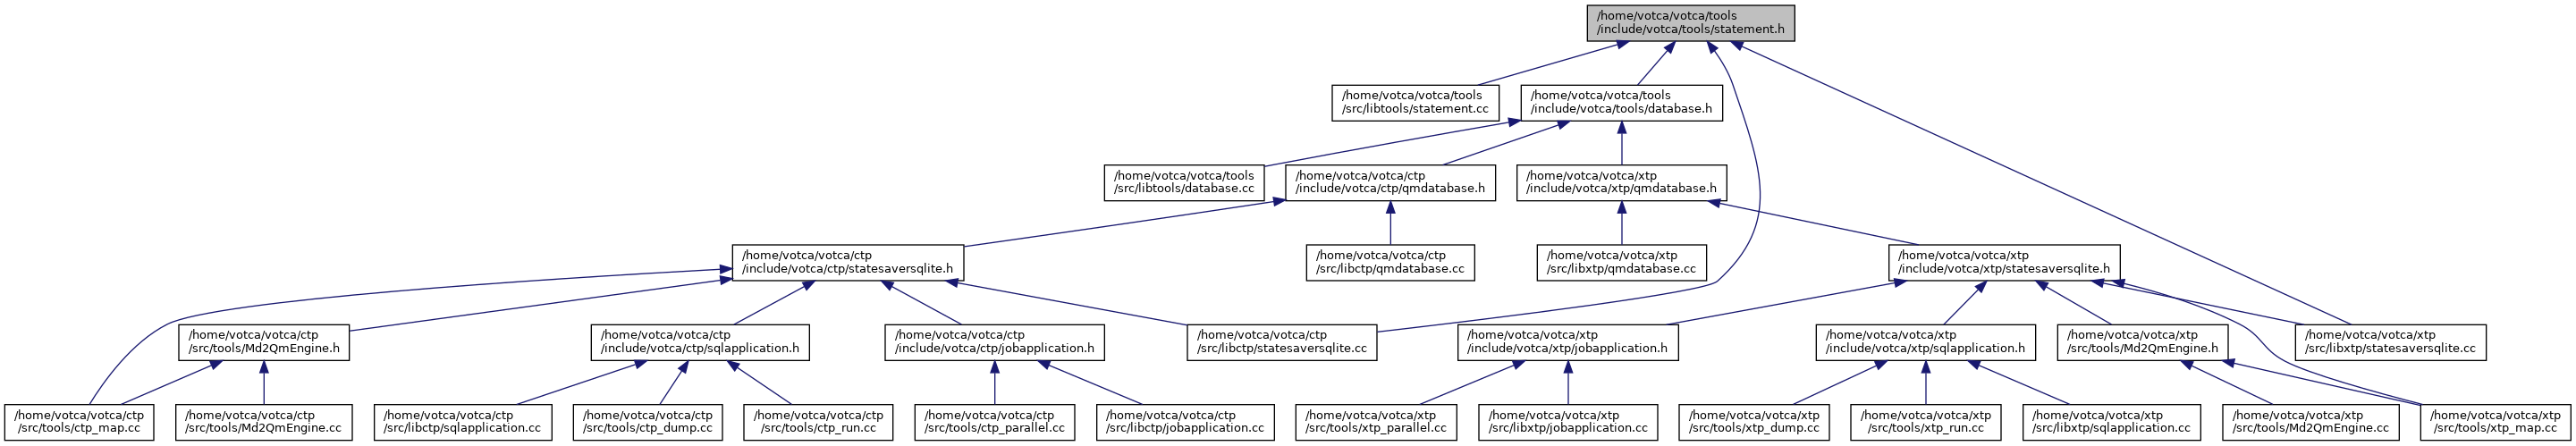 /home/votca/votca/tools
/include/votca/tools/statement.h
/home/votca/votca/tools
/src/libtools/statement.cc
/home/votca/votca/tools
/include/votca/tools/database.h
/home/votca/votca/tools
/src/libtools/database.cc
/home/votca/votca/ctp
/include/votca/ctp/qmdatabase.h
/home/votca/votca/xtp
/include/votca/xtp/qmdatabase.h
/home/votca/votca/ctp
/include/votca/ctp/statesaversqlite.h
/home/votca/votca/ctp
/src/libctp/qmdatabase.cc
/home/votca/votca/xtp
/src/libxtp/qmdatabase.cc
/home/votca/votca/xtp
/include/votca/xtp/statesaversqlite.h
/home/votca/votca/ctp
/src/tools/Md2QmEngine.h
/home/votca/votca/ctp
/include/votca/ctp/sqlapplication.h
/home/votca/votca/ctp
/include/votca/ctp/jobapplication.h
/home/votca/votca/ctp
/src/libctp/statesaversqlite.cc
/home/votca/votca/xtp
/include/votca/xtp/jobapplication.h
/home/votca/votca/xtp
/include/votca/xtp/sqlapplication.h
/home/votca/votca/xtp
/src/tools/Md2QmEngine.h
/home/votca/votca/xtp
/src/libxtp/statesaversqlite.cc
/home/votca/votca/ctp
/src/tools/ctp_map.cc
/home/votca/votca/ctp
/src/tools/Md2QmEngine.cc
/home/votca/votca/ctp
/src/libctp/sqlapplication.cc
/home/votca/votca/ctp
/src/tools/ctp_dump.cc
/home/votca/votca/ctp
/src/tools/ctp_run.cc
/home/votca/votca/ctp
/src/tools/ctp_parallel.cc
/home/votca/votca/ctp
/src/libctp/jobapplication.cc
/home/votca/votca/xtp
/src/tools/xtp_parallel.cc
/home/votca/votca/xtp
/src/libxtp/jobapplication.cc
/home/votca/votca/xtp
/src/tools/xtp_dump.cc
/home/votca/votca/xtp
/src/tools/xtp_run.cc
/home/votca/votca/xtp
/src/libxtp/sqlapplication.cc
/home/votca/votca/xtp
/src/tools/Md2QmEngine.cc
/home/votca/votca/xtp
/src/tools/xtp_map.cc